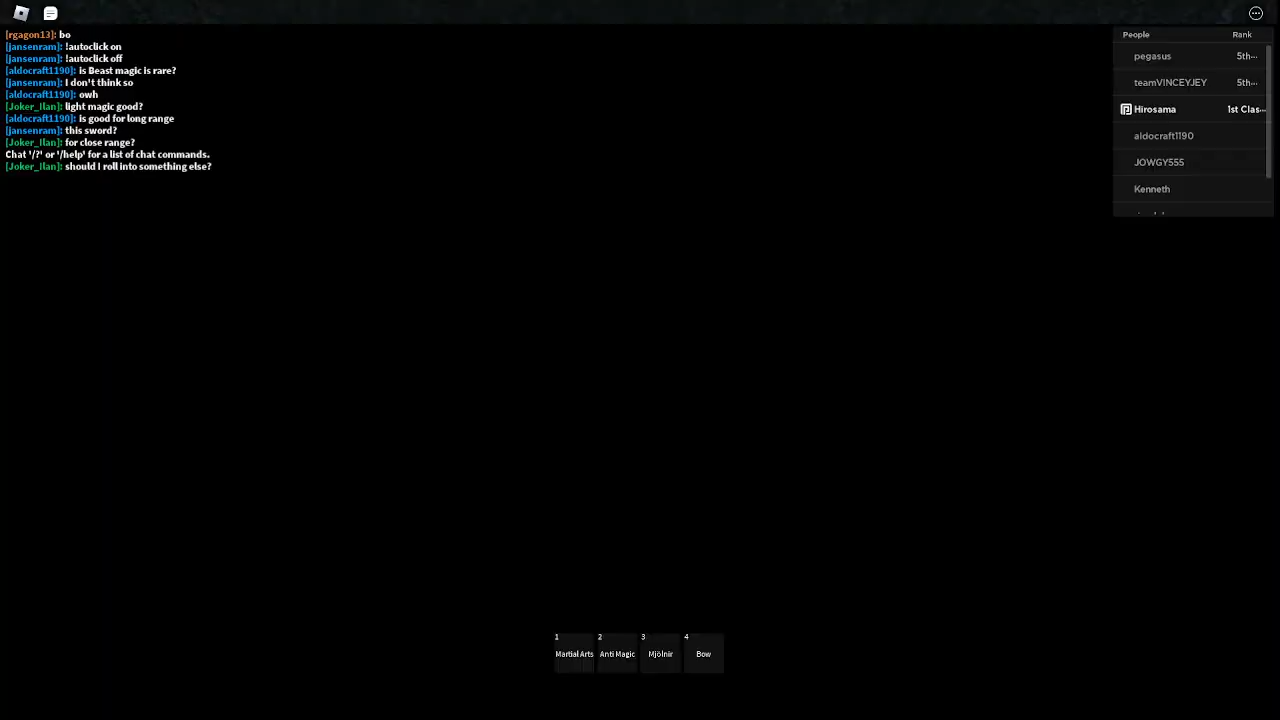 [rgagon13]: bo
[jansenram]: !autoclick on
[jansenram]: !autoclick off
[aldocraft1190]: is Beast magic is rare?
[jansenram]: I don't think so
[aldocraft1190]: owh
[Joker_Ilan]: light magic good?
[aldocraft1190]: is good for long range
[jansenram]: this sword?
[Joker_Ilan]: for close range?
Chat '/?' or '/help' for a list of chat commands.
[Joker_Ilan]: should I roll into something else?
People Rank
pegasus 5th...
teamVINCEYJEY 5th...
Hirosama 1st Clas...
aldocraft1190
JOWGY555
Kenneth
1 2 3 4
Martial Arts Anti Magic Mjölnir Bow